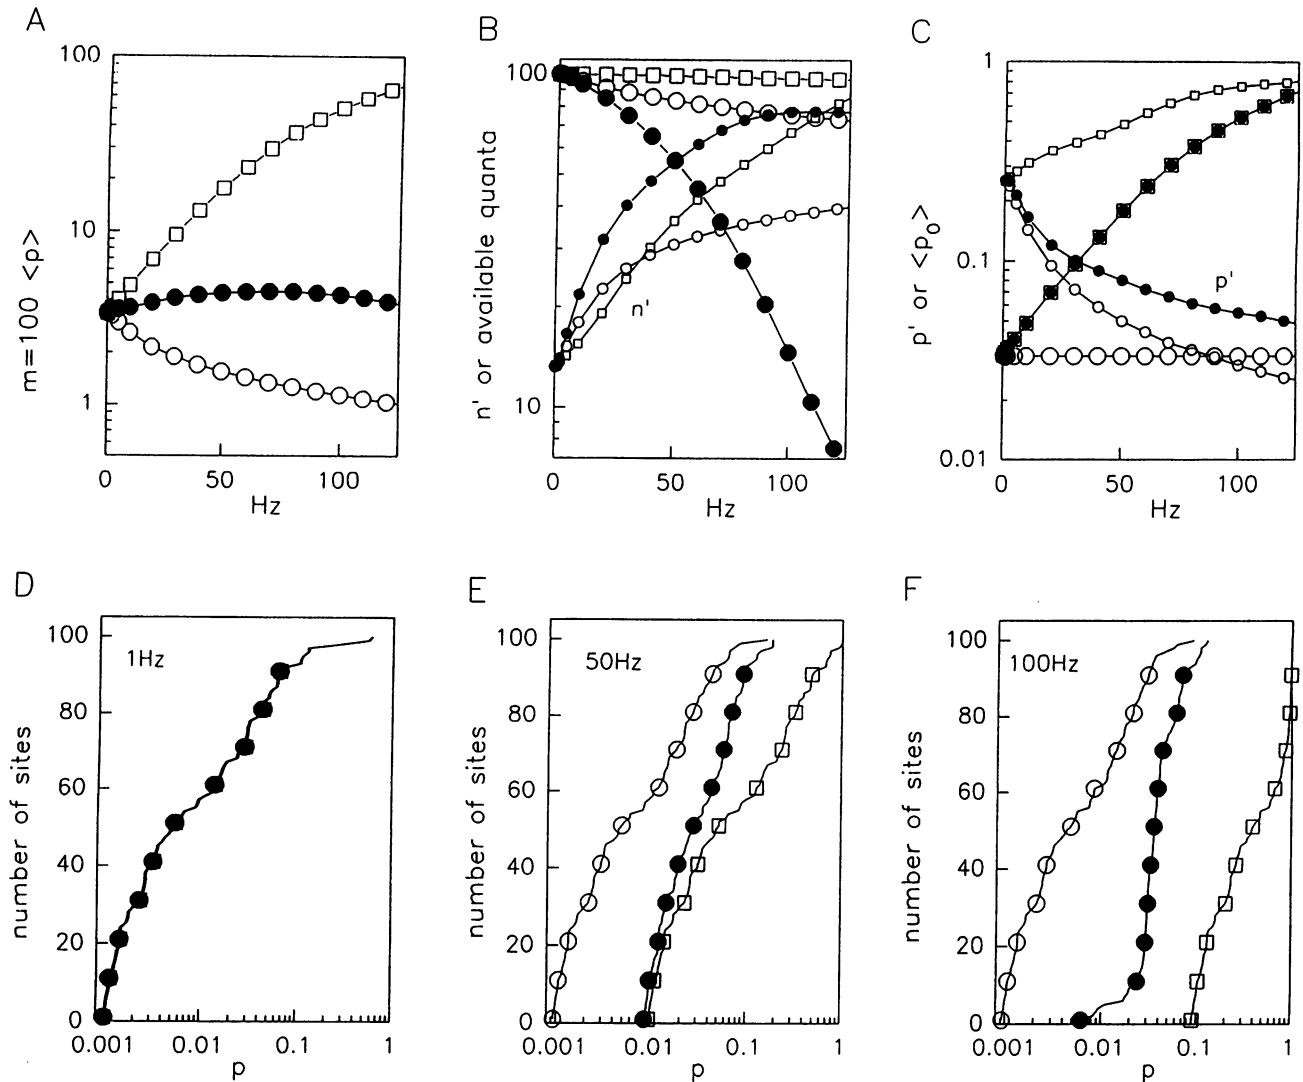 A
100
10
1
m=100 <p>
0
50
100
Hz
B
100
10
n' or available quanta
n'
0
50
100
Hz
C
1
0.1
0.01
p' or <p₀>
p'
0
50
100
Hz
D
100
80
60
40
20
0
number of sites
1Hz
0.001
0.01
0.1
1
p
E
100
80
60
40
20
0
number of sites
50Hz
0.001
0.01
0.1
1
p
F
100
80
60
40
20
0
number of sites
100Hz
0.001
0.01
0.1
1
p